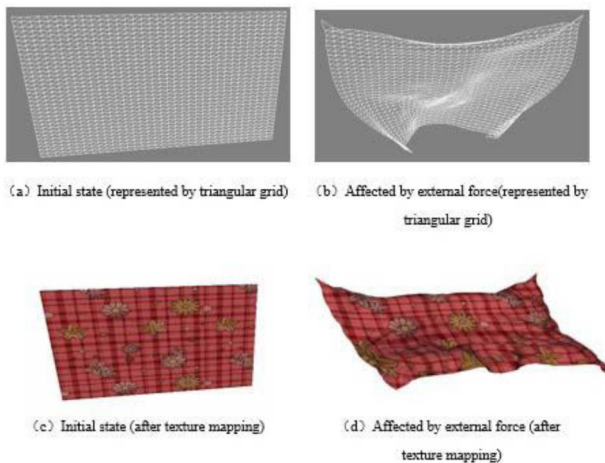 （a）Initial state (represented by triangular grid)
（b）Affected by external force(represented by
triangular grid)
（c）Initial state (after texture mapping)
（d）Affected by external force (after
texture mapping)